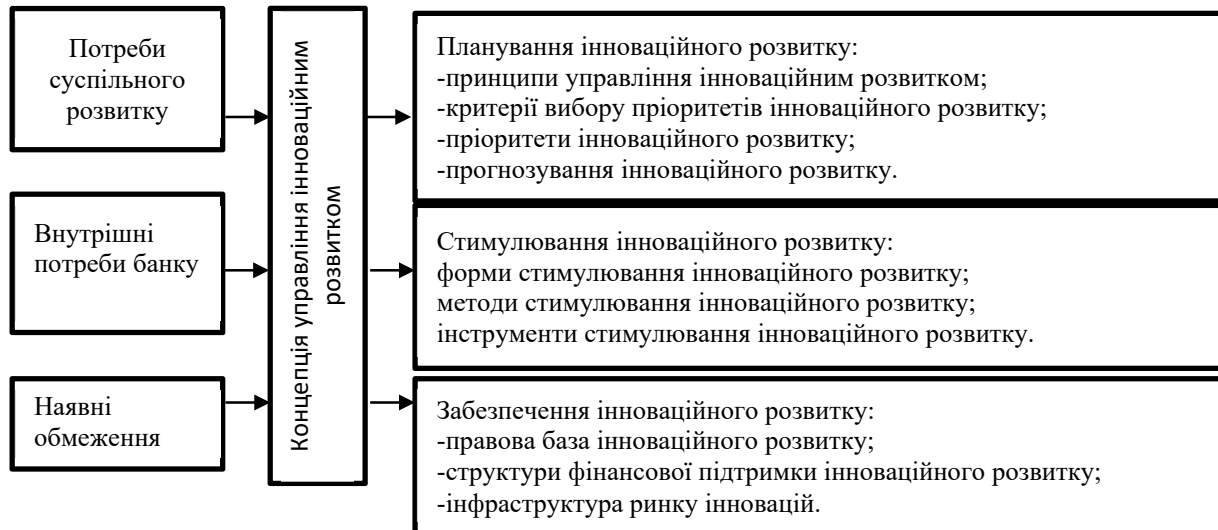 Потреби
суспільного
розвитку
Внутрішні
потреби банку
Наявні
обмеження
Концепція управління інноваційним
розвитком
Планування інноваційного розвитку:
-принципи управління інноваційним розвитком;
-критерії вибору пріоритетів інноваційного розвитку;
-пріоритети інноваційного розвитку;
-прогнозування інноваційного розвитку.
Стимулювання інноваційного розвитку:
форми стимулювання інноваційного розвитку;
методи стимулювання інноваційного розвитку;
інструменти стимулювання інноваційного розвитку.
Забезпечення інноваційного розвитку:
-правова база інноваційного розвитку;
-структури фінансової підтримки інноваційного розвитку;
-інфраструктура ринку інновацій.